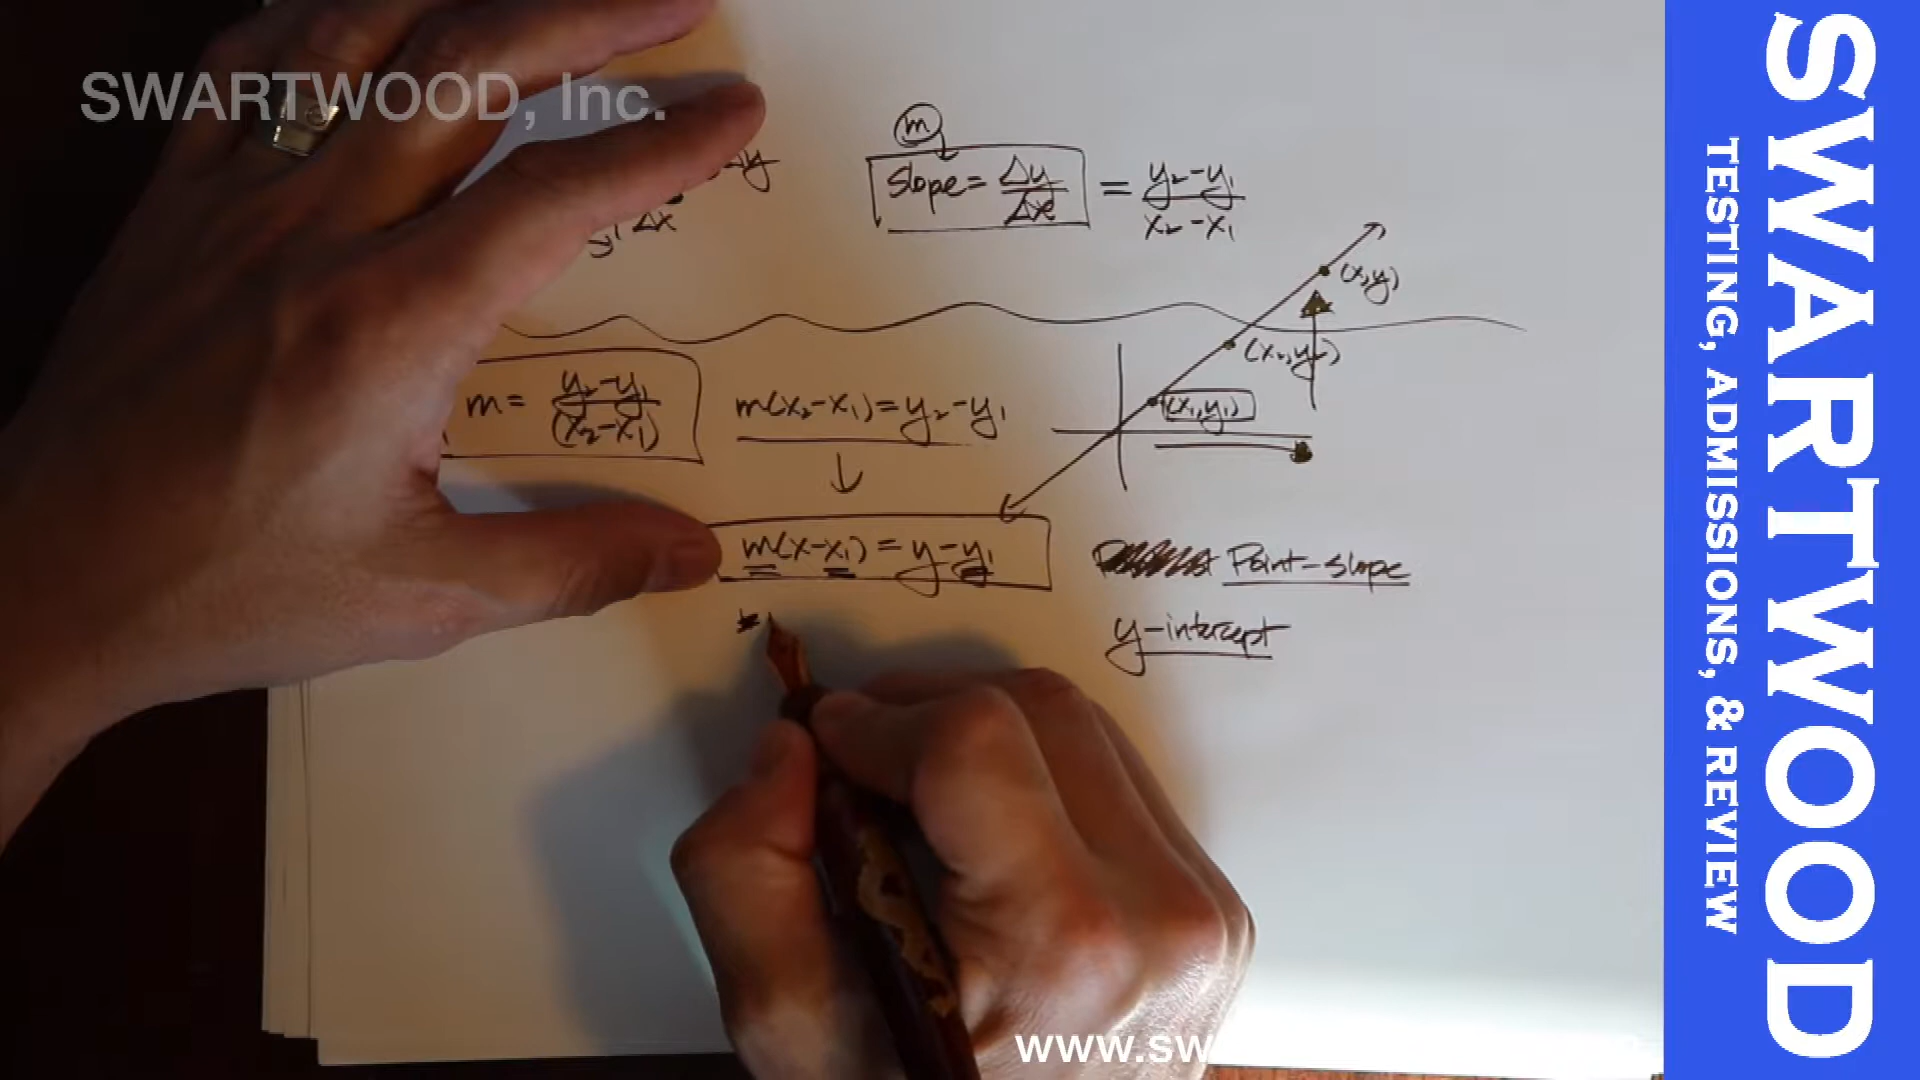 SWARTWOOD, Inc.
m
slope = Δy/Δx = y₂-y₁/x₂-x₁
Δx
(x,y)
(x₂,y₂)
m = y₂-y₁/(x₂-x₁)
m(x₂-x₁)=y₂-y₁
(x₁,y₁)
m(x-x₁)=y-y₁
Point-slope
y-intercept
www.sw
SWARTWOOD
TESTING, ADMISSIONS, & REVIEW